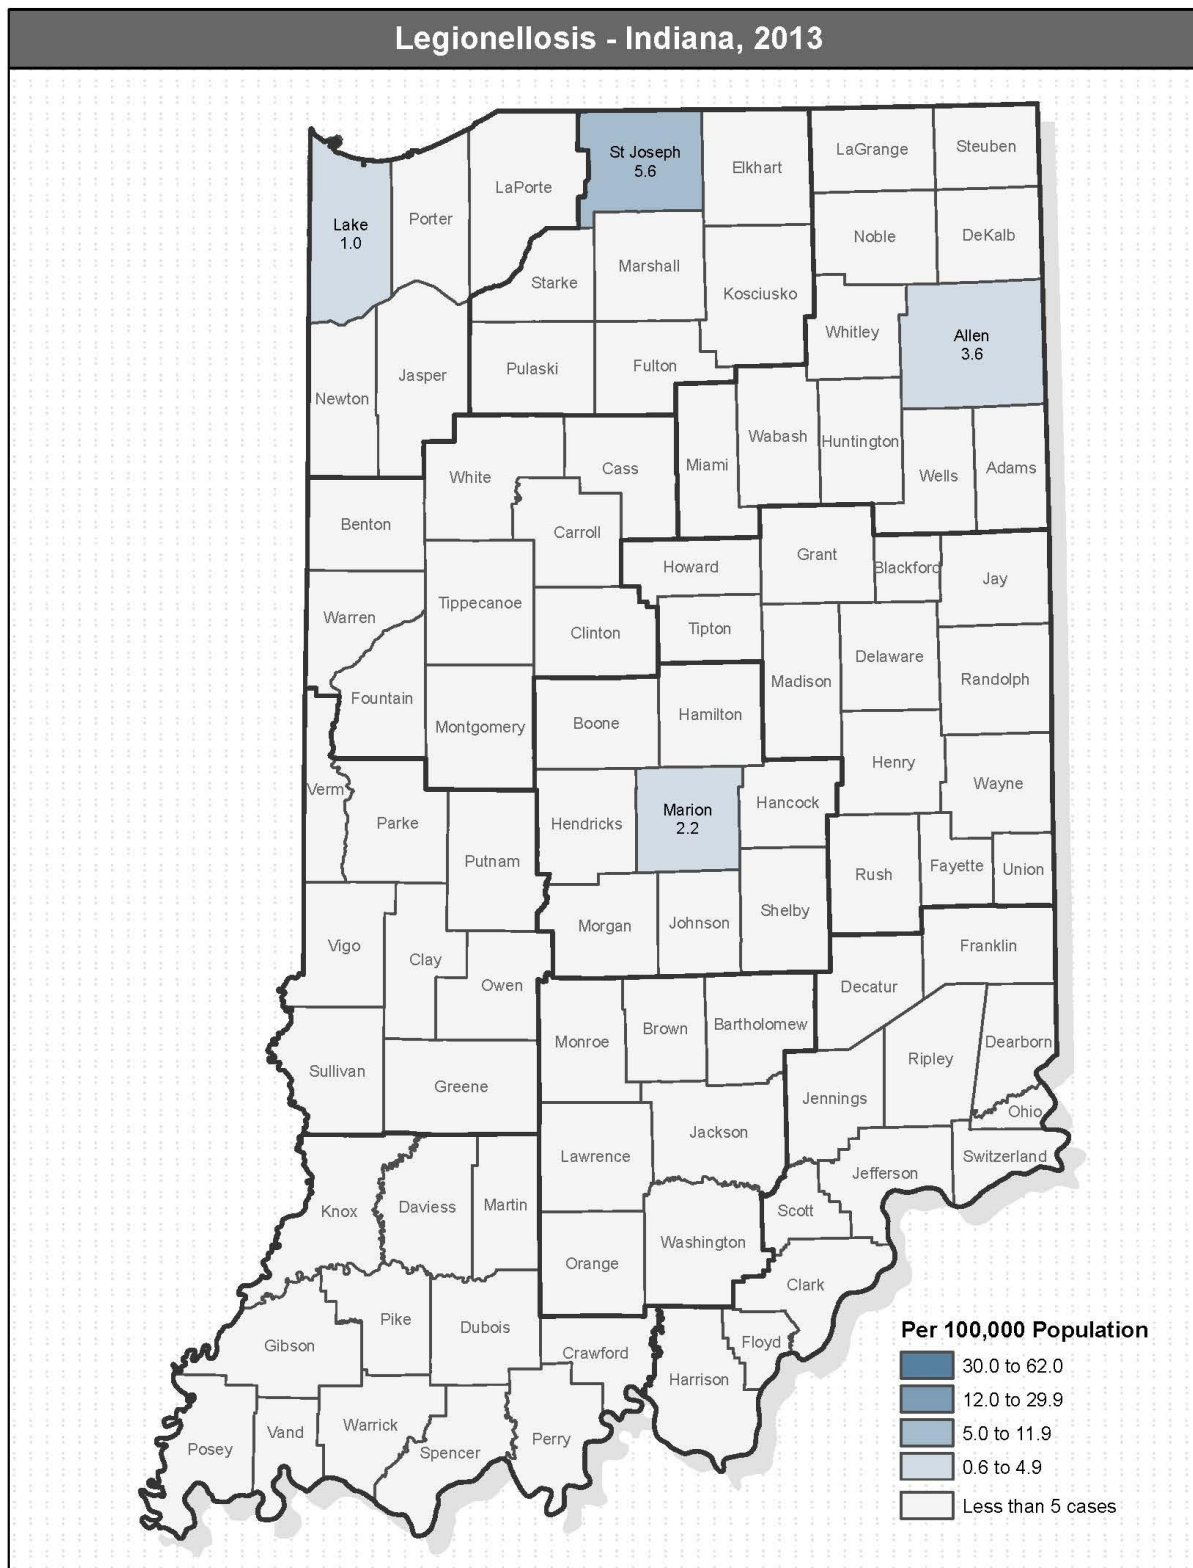 Legionellosis - Indiana, 2013
St Joseph
5.6
Elkhart
LaGrange
Steuben
LaPorte
Lake
1.0
Porter
Noble
DeKalb
Starke
Marshall
Kosciusko
Whitley
Allen
3.6
Newton
Jasper
Pulaski
Fulton
Miami
Wabash
Huntington
Wells
Adams
White
Cass
Benton
Carroll
Howard
Grant
Blackford
Jay
Warren
Tippecanoe
Clinton
Tipton
Delaware
Randolph
Madison
Fountain
Montgomery
Boone
Hamilton
Henry
Wayne
Verm
Parke
Putnam
Hendricks
Marion
2.2
Hancock
Rush
Fayette
Union
Vigo
Clay
Morgan
Johnson
Shelby
Franklin
Owen
Decatur
Sullivan
Greene
Monroe
Brown
Bartholomew
Ripley
Dearborn
Jennings
Ohio
Jackson
Lawrence
Switzerland
Jefferson
Knox
Daviess
Martin
Scott
Orange
Washington
Clark
Gibson
Pike
Dubois
Crawford
Floyd
Harrison
Posey
Vand
Warrick
Spencer
Perry
Per 100,000 Population
30.0 to 62.0
12.0 to 29.9
5.0 to 11.9
0.6 to 4.9
Less than 5 cases